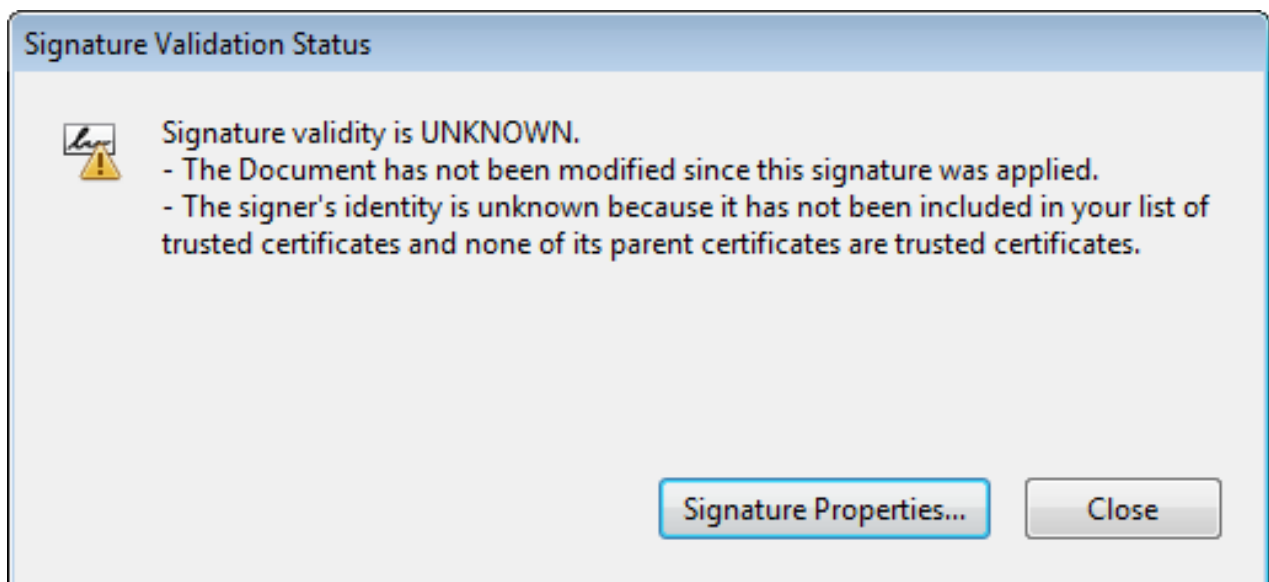 Signature Validation Status
Signature validity is UNKNOWN.
- The Document has not been modified since this signature was applied.
- The signer's identity is unknown because it has not been included in your list of
trusted certificates and none of its parent certificates are trusted certificates.
Signature Properties...
Close